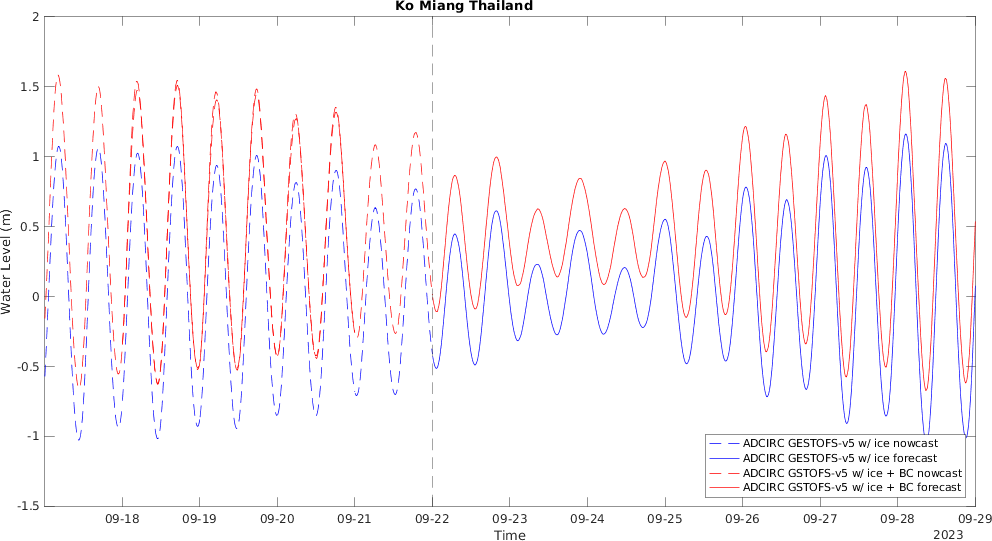 Ko Miang Thailand
2
1.5
1
0.5
0
-0.5
-1
-1.5
Water Level (m)
ADCIRC GESTOFS-v5 w/ ice nowcast
ADCIRC GESTOFS-v5 w/ ice forecast
ADCIRC GSTOFS-v5 w/ ice + BC nowcast
ADCIRC GSTOFS-v5 w/ ice + BC forecast
09-18 09-19 09-20 09-21 09-22 09-23 09-24 09-25 09-26 09-27 09-28 09-29
Time
2023